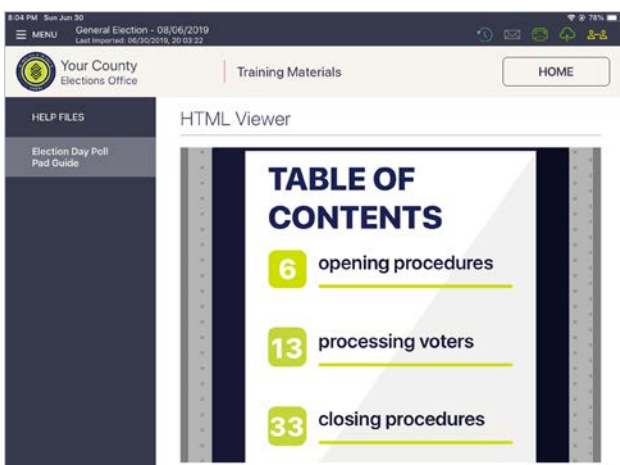 8:04 PM Sun Jun 30
78%
MENU
General Election - 08/06/2019
Last Imported: 06/30/2019, 20:03:22
Your County
Elections Office
Training Materials
HOME
HELP FILES
HTML Viewer
Election Day Poll
Pad Guide
TABLE OF
CONTENTS
6 opening procedures
13 processing voters
33 closing procedures